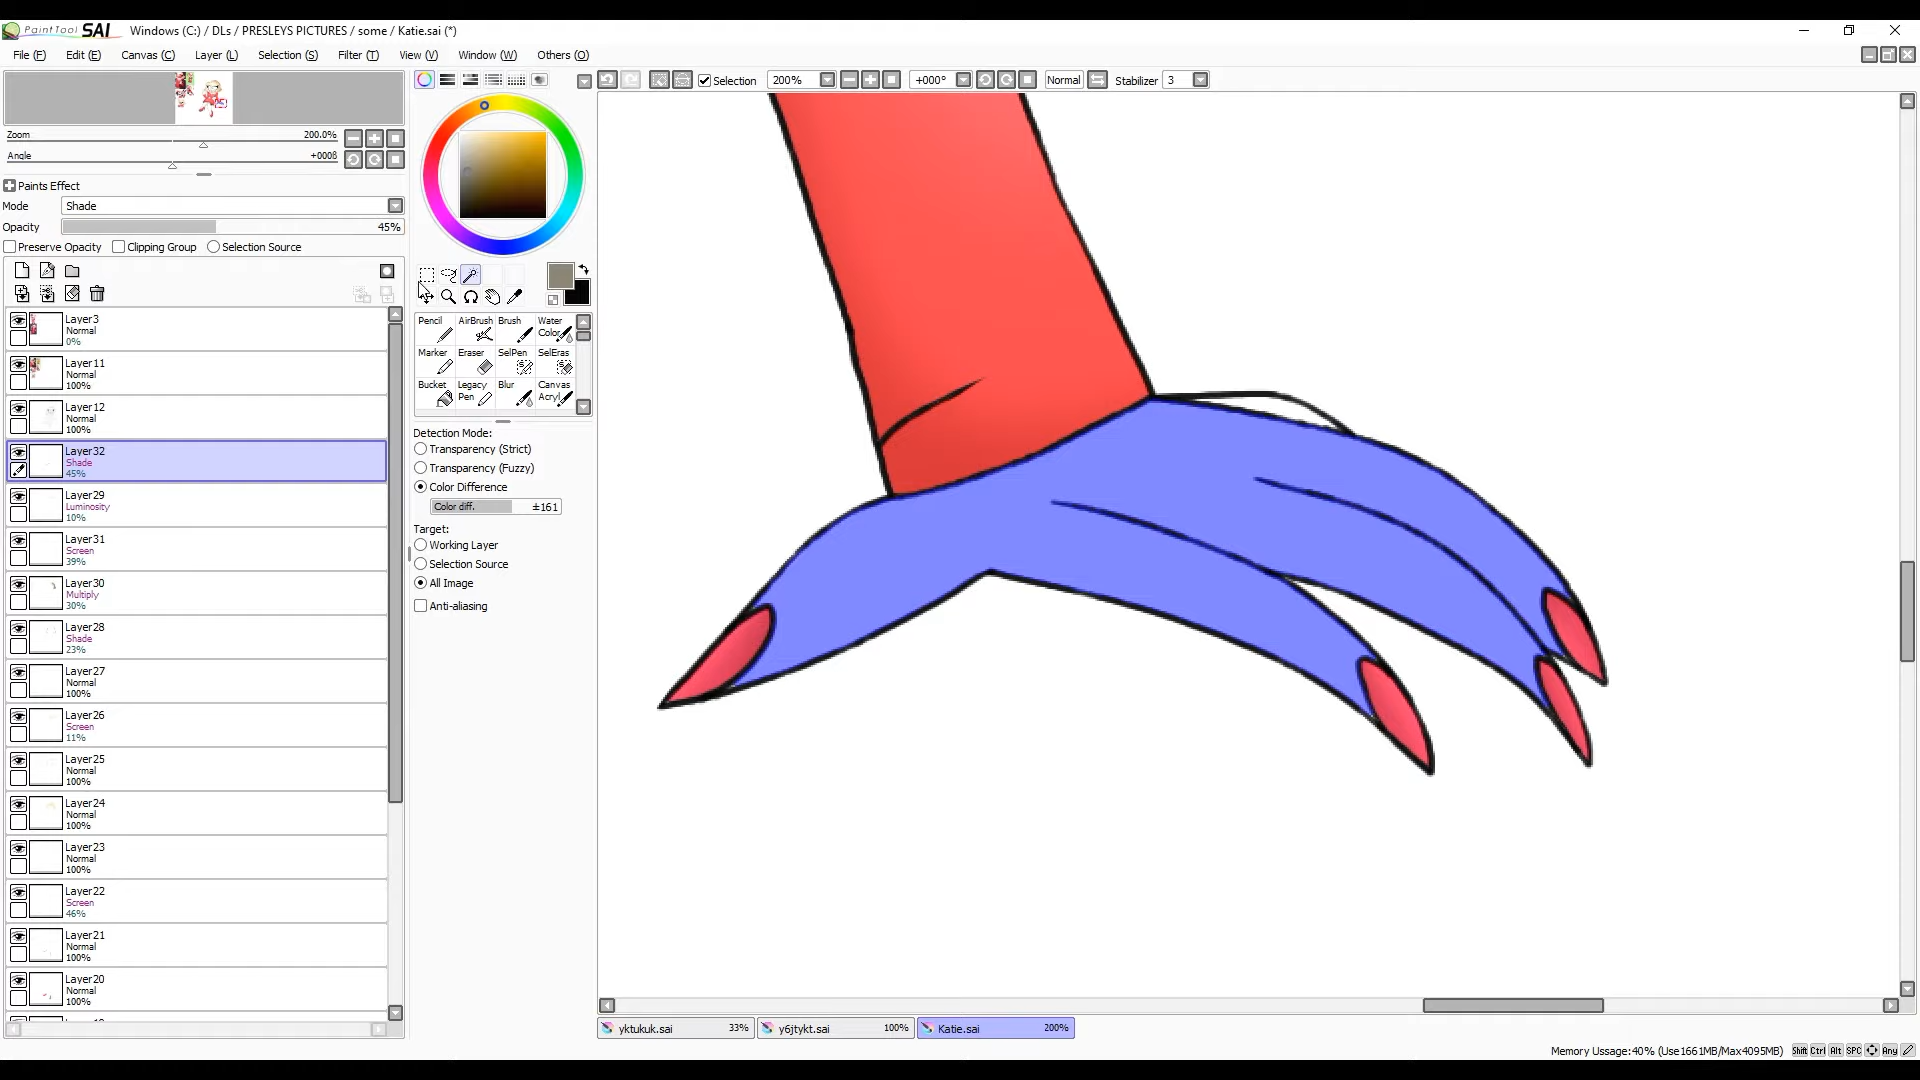 PaintTool SAI Windows (C:) / DLs / PRESLEYS PICTURES / some / Katie.sai (*)
File (F) Edit (E) Canvas (C) Layer (L) Selection (S) Filter (T) View (V) Window (W) Others (O)
Selection 200% +000° Normal Stabilizer 3
Zoom 200.0%
Angle +000ß
Paints Effect
Mode Shade
Opacity 45%
Preserve Opacity Clipping Group Selection Source
Layer3
Normal
0%
Layer11
Normal
100%
Layer12
Normal
100%
Layer32
Shade
45%
Layer29
Luminosity
10%
Layer31
Screen
39%
Layer30
Multiply
30%
Layer28
Shade
23%
Layer27
Normal
100%
Layer26
Screen
11%
Layer25
Normal
100%
Layer24
Normal
100%
Layer23
Normal
100%
Layer22
Screen
46%
Layer21
Normal
100%
Layer20
Normal
100%
Pencil AirBrush Brush Water
Color
Marker Eraser SelPen SelEras
Bucket Legacy Blur Canvas
Pen Acryl
Detection Mode:
Transparency (Strict)
Transparency (Fuzzy)
Color Difference
Color diff. ±161
Target:
Working Layer
Selection Source
All Image
Anti-aliasing
yktukuk.sai 33% y6jtykt.sai 100% Katie.sai 200%
Memory Ussage:40% (Use1661MB/Max4095MB) Shift Ctrl Alt SPC Any